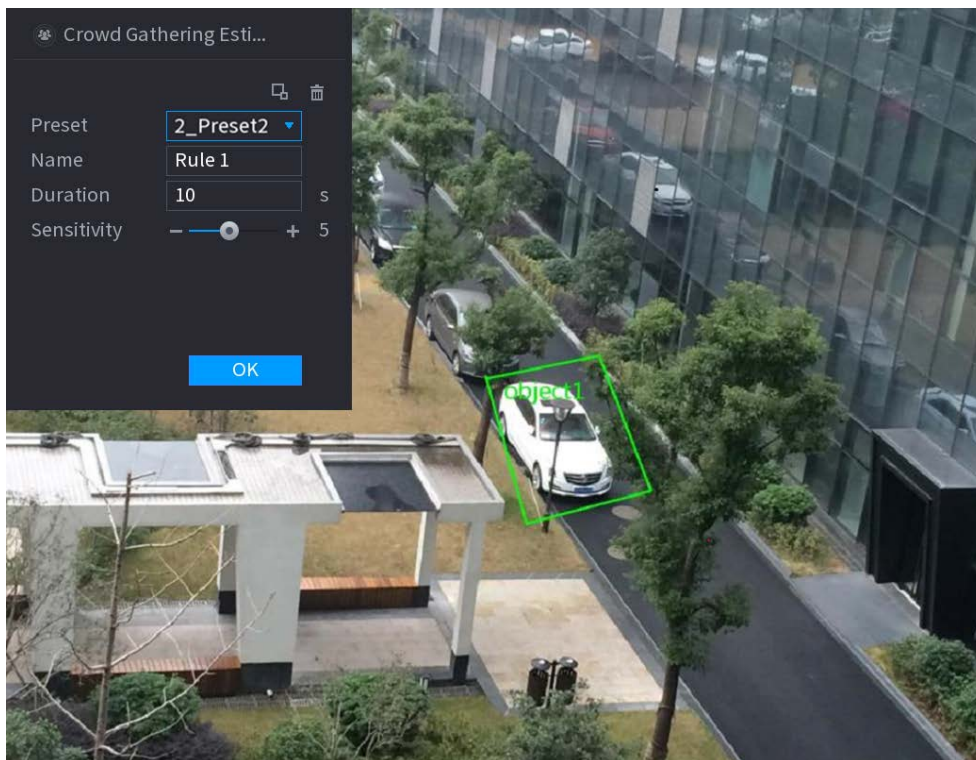 Crowd Gathering Esti...
Preset 2_Preset2
Name Rule 1
Duration 10 s
Sensitivity 5
OK
object1